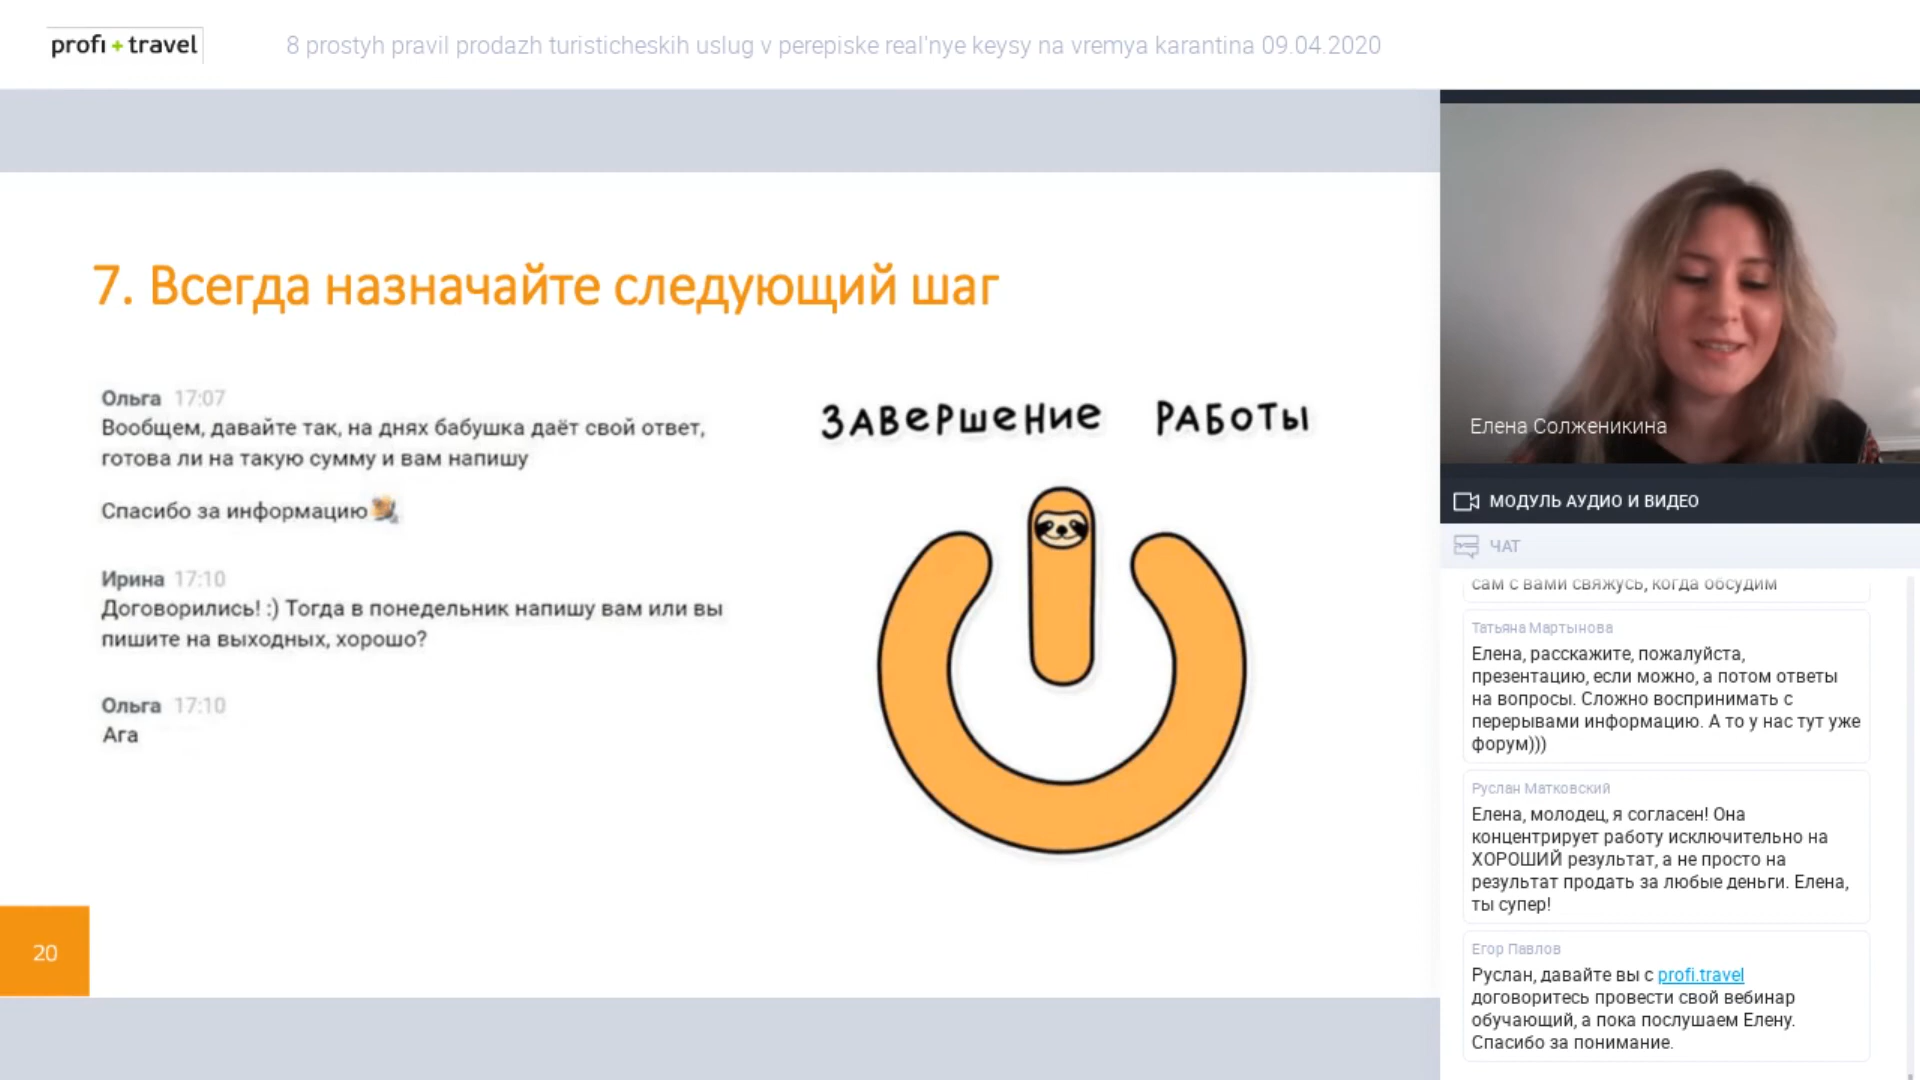 profi + travel
8 prostyh pravil prodazh turisticheskih uslug v perepiske real'nye keysy na vremya karantina 09.04.2020
7. Всегда назначайте следующий шаг
Ольга 17:07
Вообщем, давайте так, на днях бабушка даёт свой ответ,
готова ли на такую сумму и вам напишу
Спасибо за информацию
Ирина 17:10
Договорились! :) Тогда в понедельник напишу вам или вы
пишите на выходных, хорошо?
Ольга 17:10
Ага
ЗАВЕРШЕНИЕ РАБОТЫ
20
Елена Солженикина
МОДУЛЬ АУДИО И ВИДЕО
ЧАТ
сам с вами свяжусь, когда обсудим
Татьяна Мартынова
Елена, расскажите, пожалуйста,
презентацию, если можно, а потом ответы
на вопросы. Сложно воспринимать с
перерывами информацию. А то у нас тут уже
форум)))
Руслан Матковский
Елена, молодец, я согласен! Она
концентрирует работу исключительно на
ХОРОШИЙ результат, а не просто на
результат продать за любые деньги. Елена,
ты супер!
Егор Павлов
Руслан, давайте вы с profi.travel
договоритесь провести свой вебинар
обучающий, а пока послушаем Елену.
Спасибо за понимание.